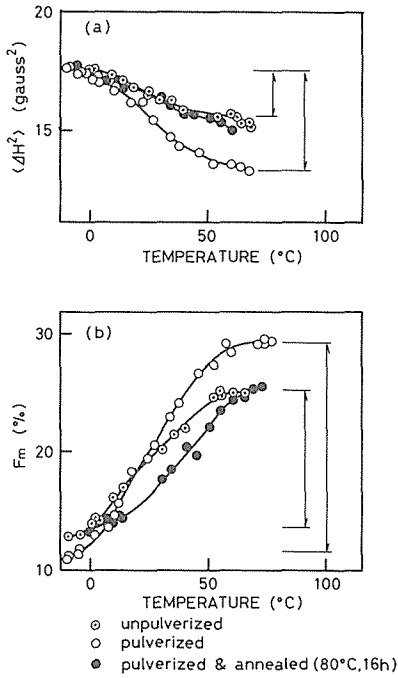 (a)
⟨ΔH²⟩ (gauss²)
20
15
0
50
100
TEMPERATURE (°C)
(b)
Fm (%)
30
20
10
0
50
100
TEMPERATURE (°C)
unpulverized
pulverized
pulverized & annealed (80°C,16h)